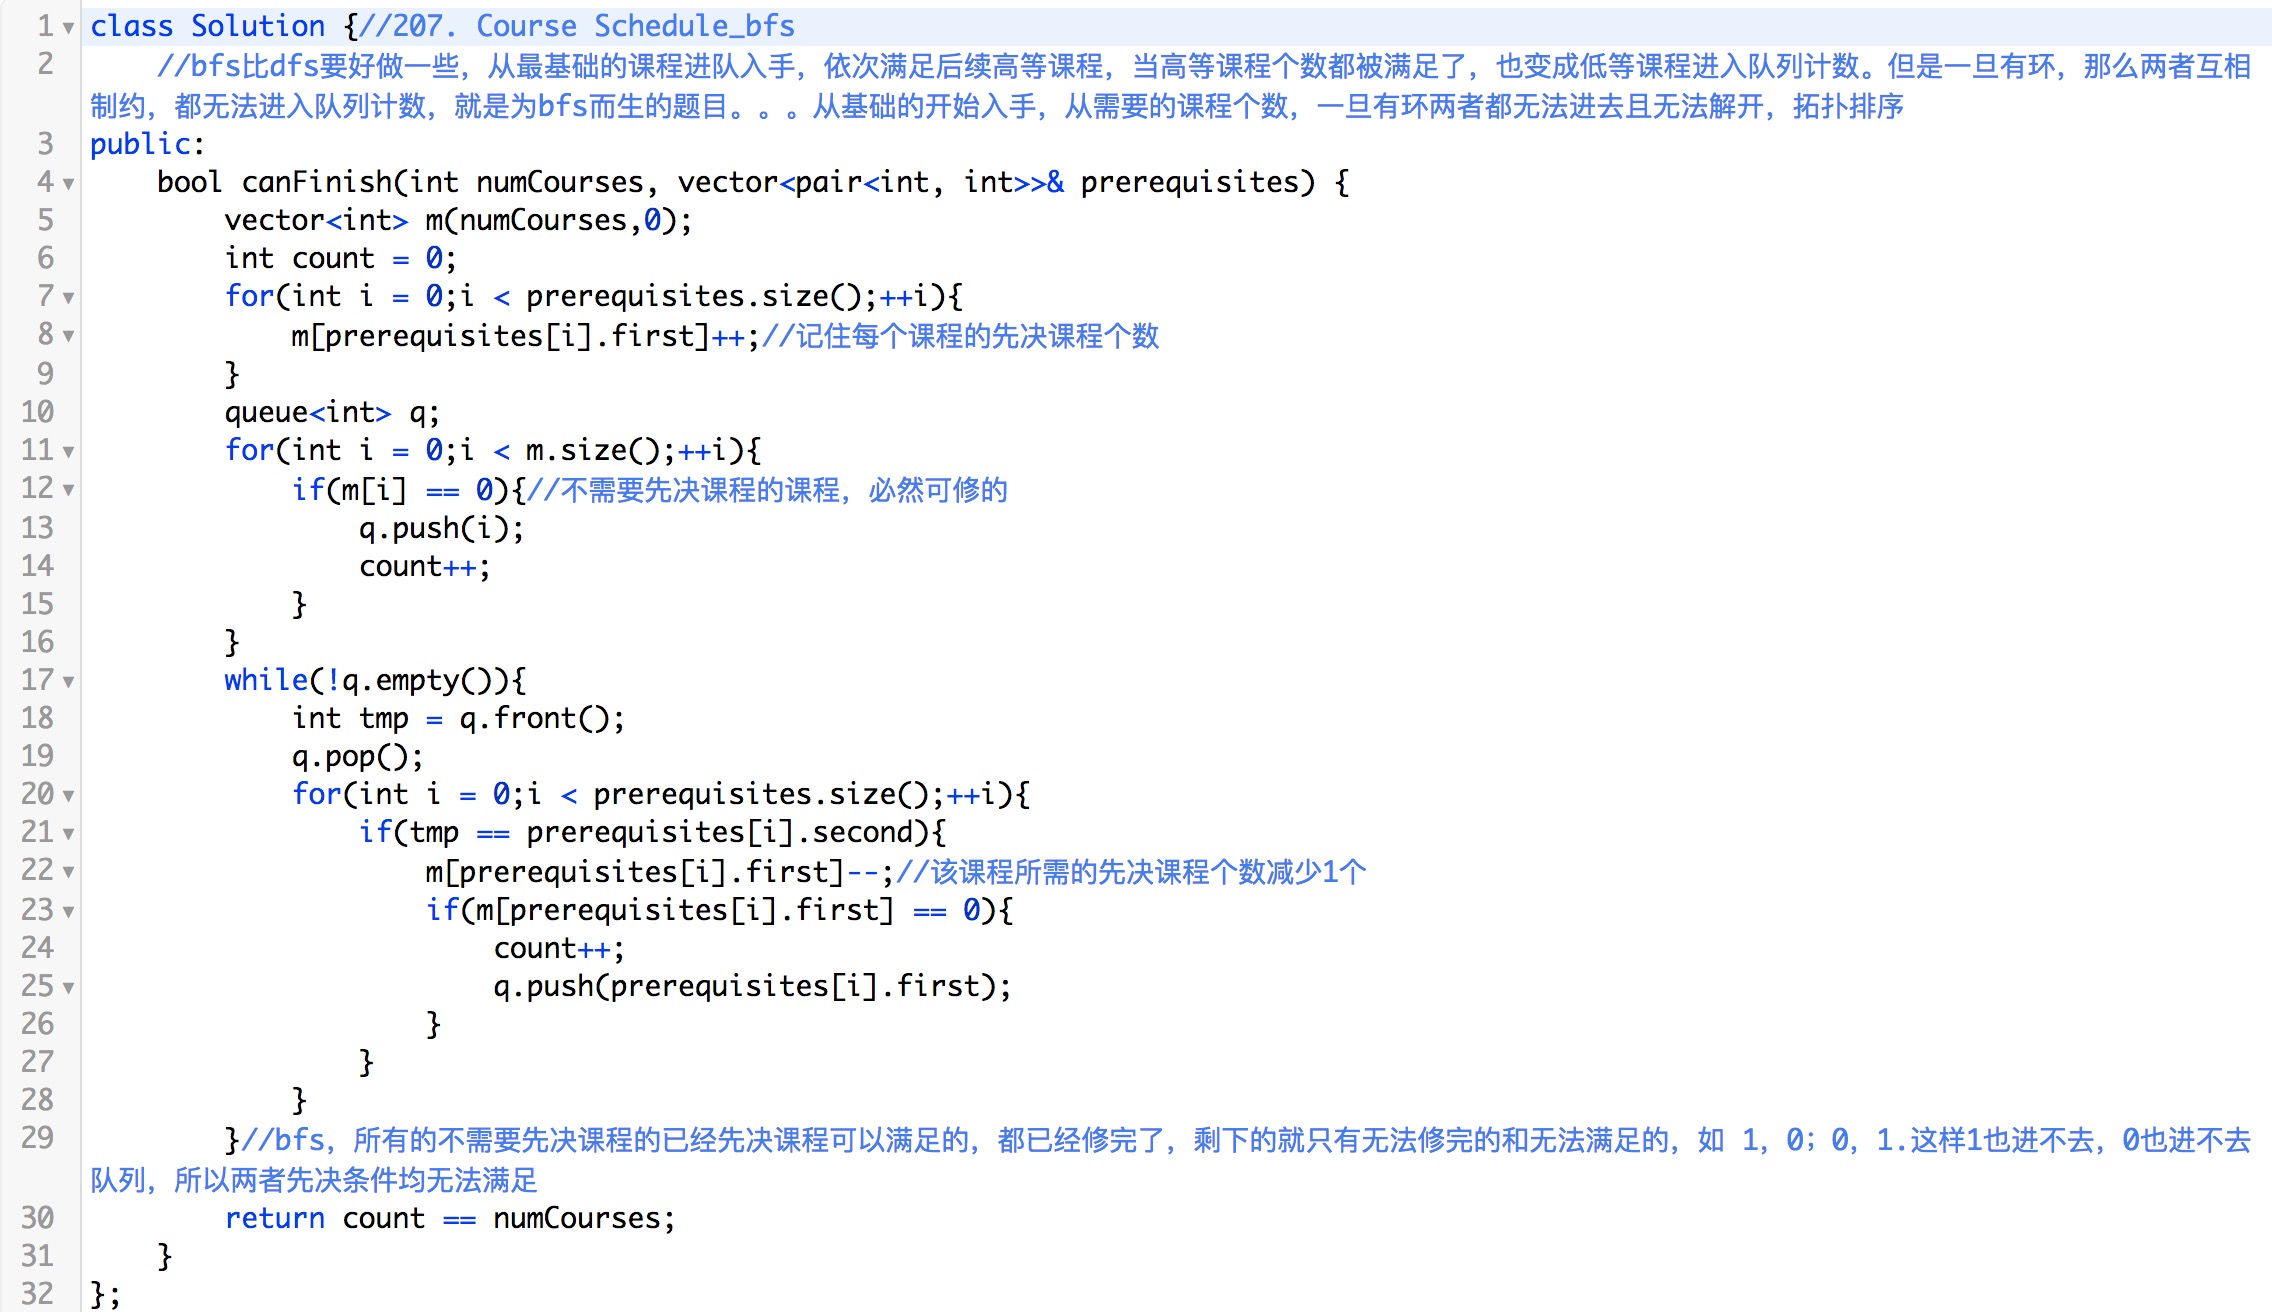 1 class Solution {//207. Course Schedule_bfs
2     //bfs比dfs要好做一些，从最基础的课程进队入手，依次满足后续高等课程，当高等课程个数都被满足了，也变成低等课程进入队列计数。但是一旦有环，那么两者互相
制约，都无法进入队列计数，就是为bfs而生的题目。。。从基础的开始入手，从需要的课程个数，一旦有环两者都无法进去且无法解开，拓扑排序
3 public:
4     bool canFinish(int numCourses, vector<pair<int, int>>& prerequisites) {
5         vector<int> m(numCourses,0);
6         int count = 0;
7         for(int i = 0;i < prerequisites.size();++i){
8             m[prerequisites[i].first]++;//记住每个课程的先决课程个数
9         }
10         queue<int> q;
11         for(int i = 0;i < m.size();++i){
12             if(m[i] == 0){//不需要先决课程的课程，必然可修的
13                 q.push(i);
14                 count++;
15             }
16         }
17         while(!q.empty()){
18             int tmp = q.front();
19             q.pop();
20             for(int i = 0;i < prerequisites.size();++i){
21                 if(tmp == prerequisites[i].second){
22                     m[prerequisites[i].first]--;//该课程所需的先决课程个数减少1个
23                     if(m[prerequisites[i].first] == 0){
24                         count++;
25                         q.push(prerequisites[i].first);
26                     }
27                 }
28             }
29         }//bfs，所有的不需要先决课程的已经先决课程可以满足的，都已经修完了，剩下的就只有无法修完的和无法满足的，如 1，0；0，1.这样1也进不去，0也进不去
队列，所以两者先决条件均无法满足
30         return count == numCourses;
31     }
32 };